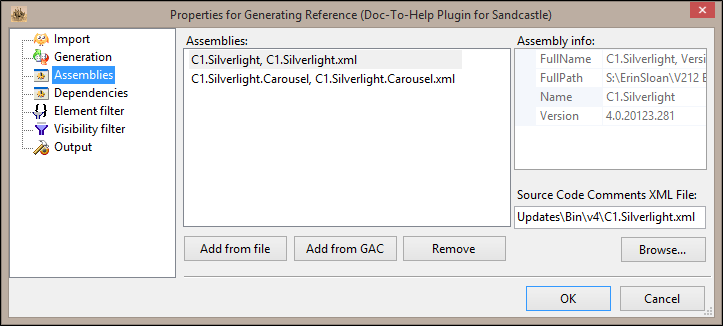 Properties for Generating Reference (Doc-To-Help Plugin for Sandcastle)
Import
Generation
Assemblies
Dependencies
Element filter
Visibility filter
Output
Assemblies:
C1.Silverlight, C1.Silverlight.xml
C1.Silverlight.Carousel, C1.Silverlight.Carousel.xml
Add from file
Add from GAC
Remove
Assembly info:
FullName C1.Silverlight, Versi
FullPath S:\ErinSloan\V212 B
Name C1.Silverlight
Version 4.0.20123.281
Source Code Comments XML File:
Updates\Bin\v4\C1.Silverlight.xml
Browse...
OK
Cancel